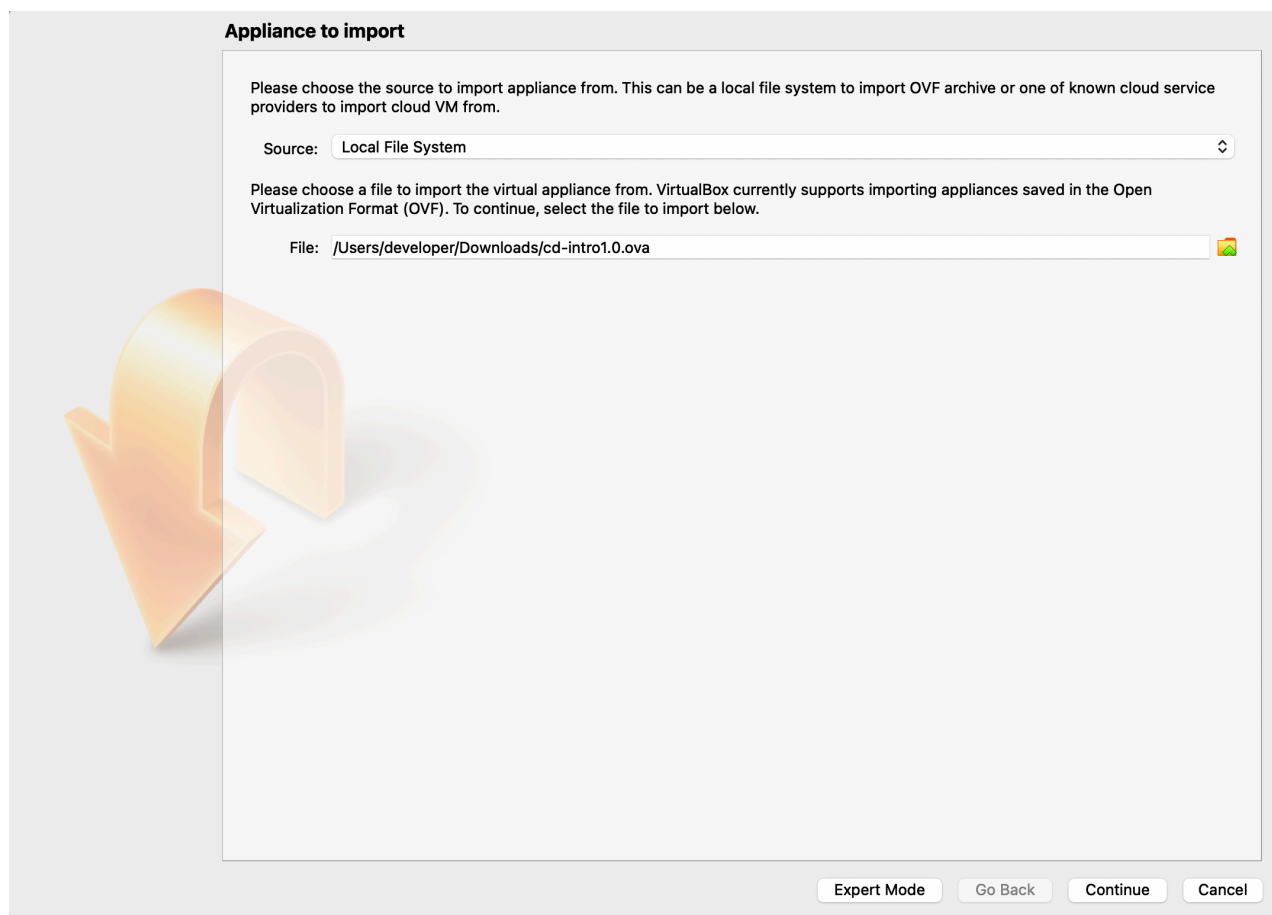 Appliance to import
Please choose the source to import appliance from. This can be a local file system to import OVF archive or one of known cloud service
providers to import cloud VM from.
Source: Local File System
Please choose a file to import the virtual appliance from. VirtualBox currently supports importing appliances saved in the Open
Virtualization Format (OVF). To continue, select the file to import below.
File: /Users/developer/Downloads/cd-intro1.0.ova
Expert Mode Go Back Continue Cancel